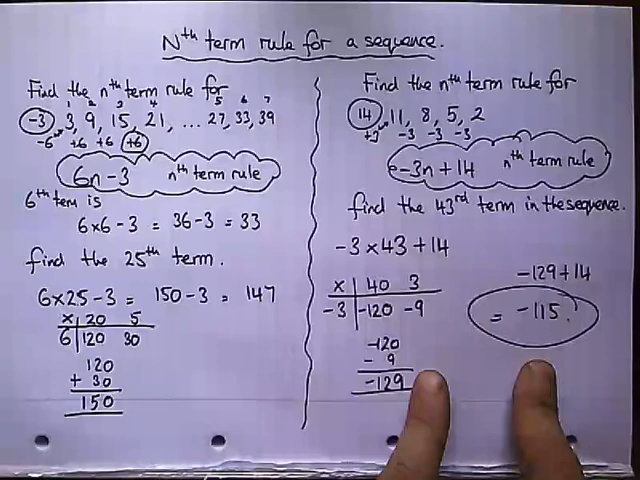 Nth term rule for a sequence.
Find the nth term rule for
1 2 3 4 5 6 7
-3 3, 9, 15, 21, ... 27, 33, 39
-6 +6 +6 +6
6n - 3 nth term rule
6th term is
6×6 - 3 = 36 - 3 = 33
find the 25th term.
6×25 - 3 = 150 - 3 = 147
× 20 5
6 120 30
120
+ 30
150
Find the nth term rule for
14, 11, 8, 5, 2
+3 -3 -3 -3
-3n + 14 nth term rule
find the 43rd term in the sequence.
-3 × 43 + 14
× 40 3
-3 -120 -9
-120
- 9
-129
-129 + 14
= -115.